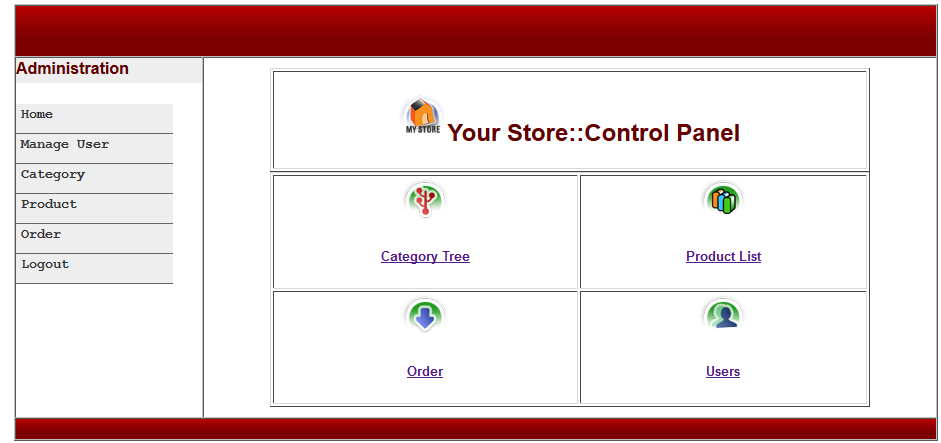 Administration
Home
Manage User
Category
Product
Order
Logout
MY STORE
Your Store::Control Panel
Category Tree
Product List
Order
Users